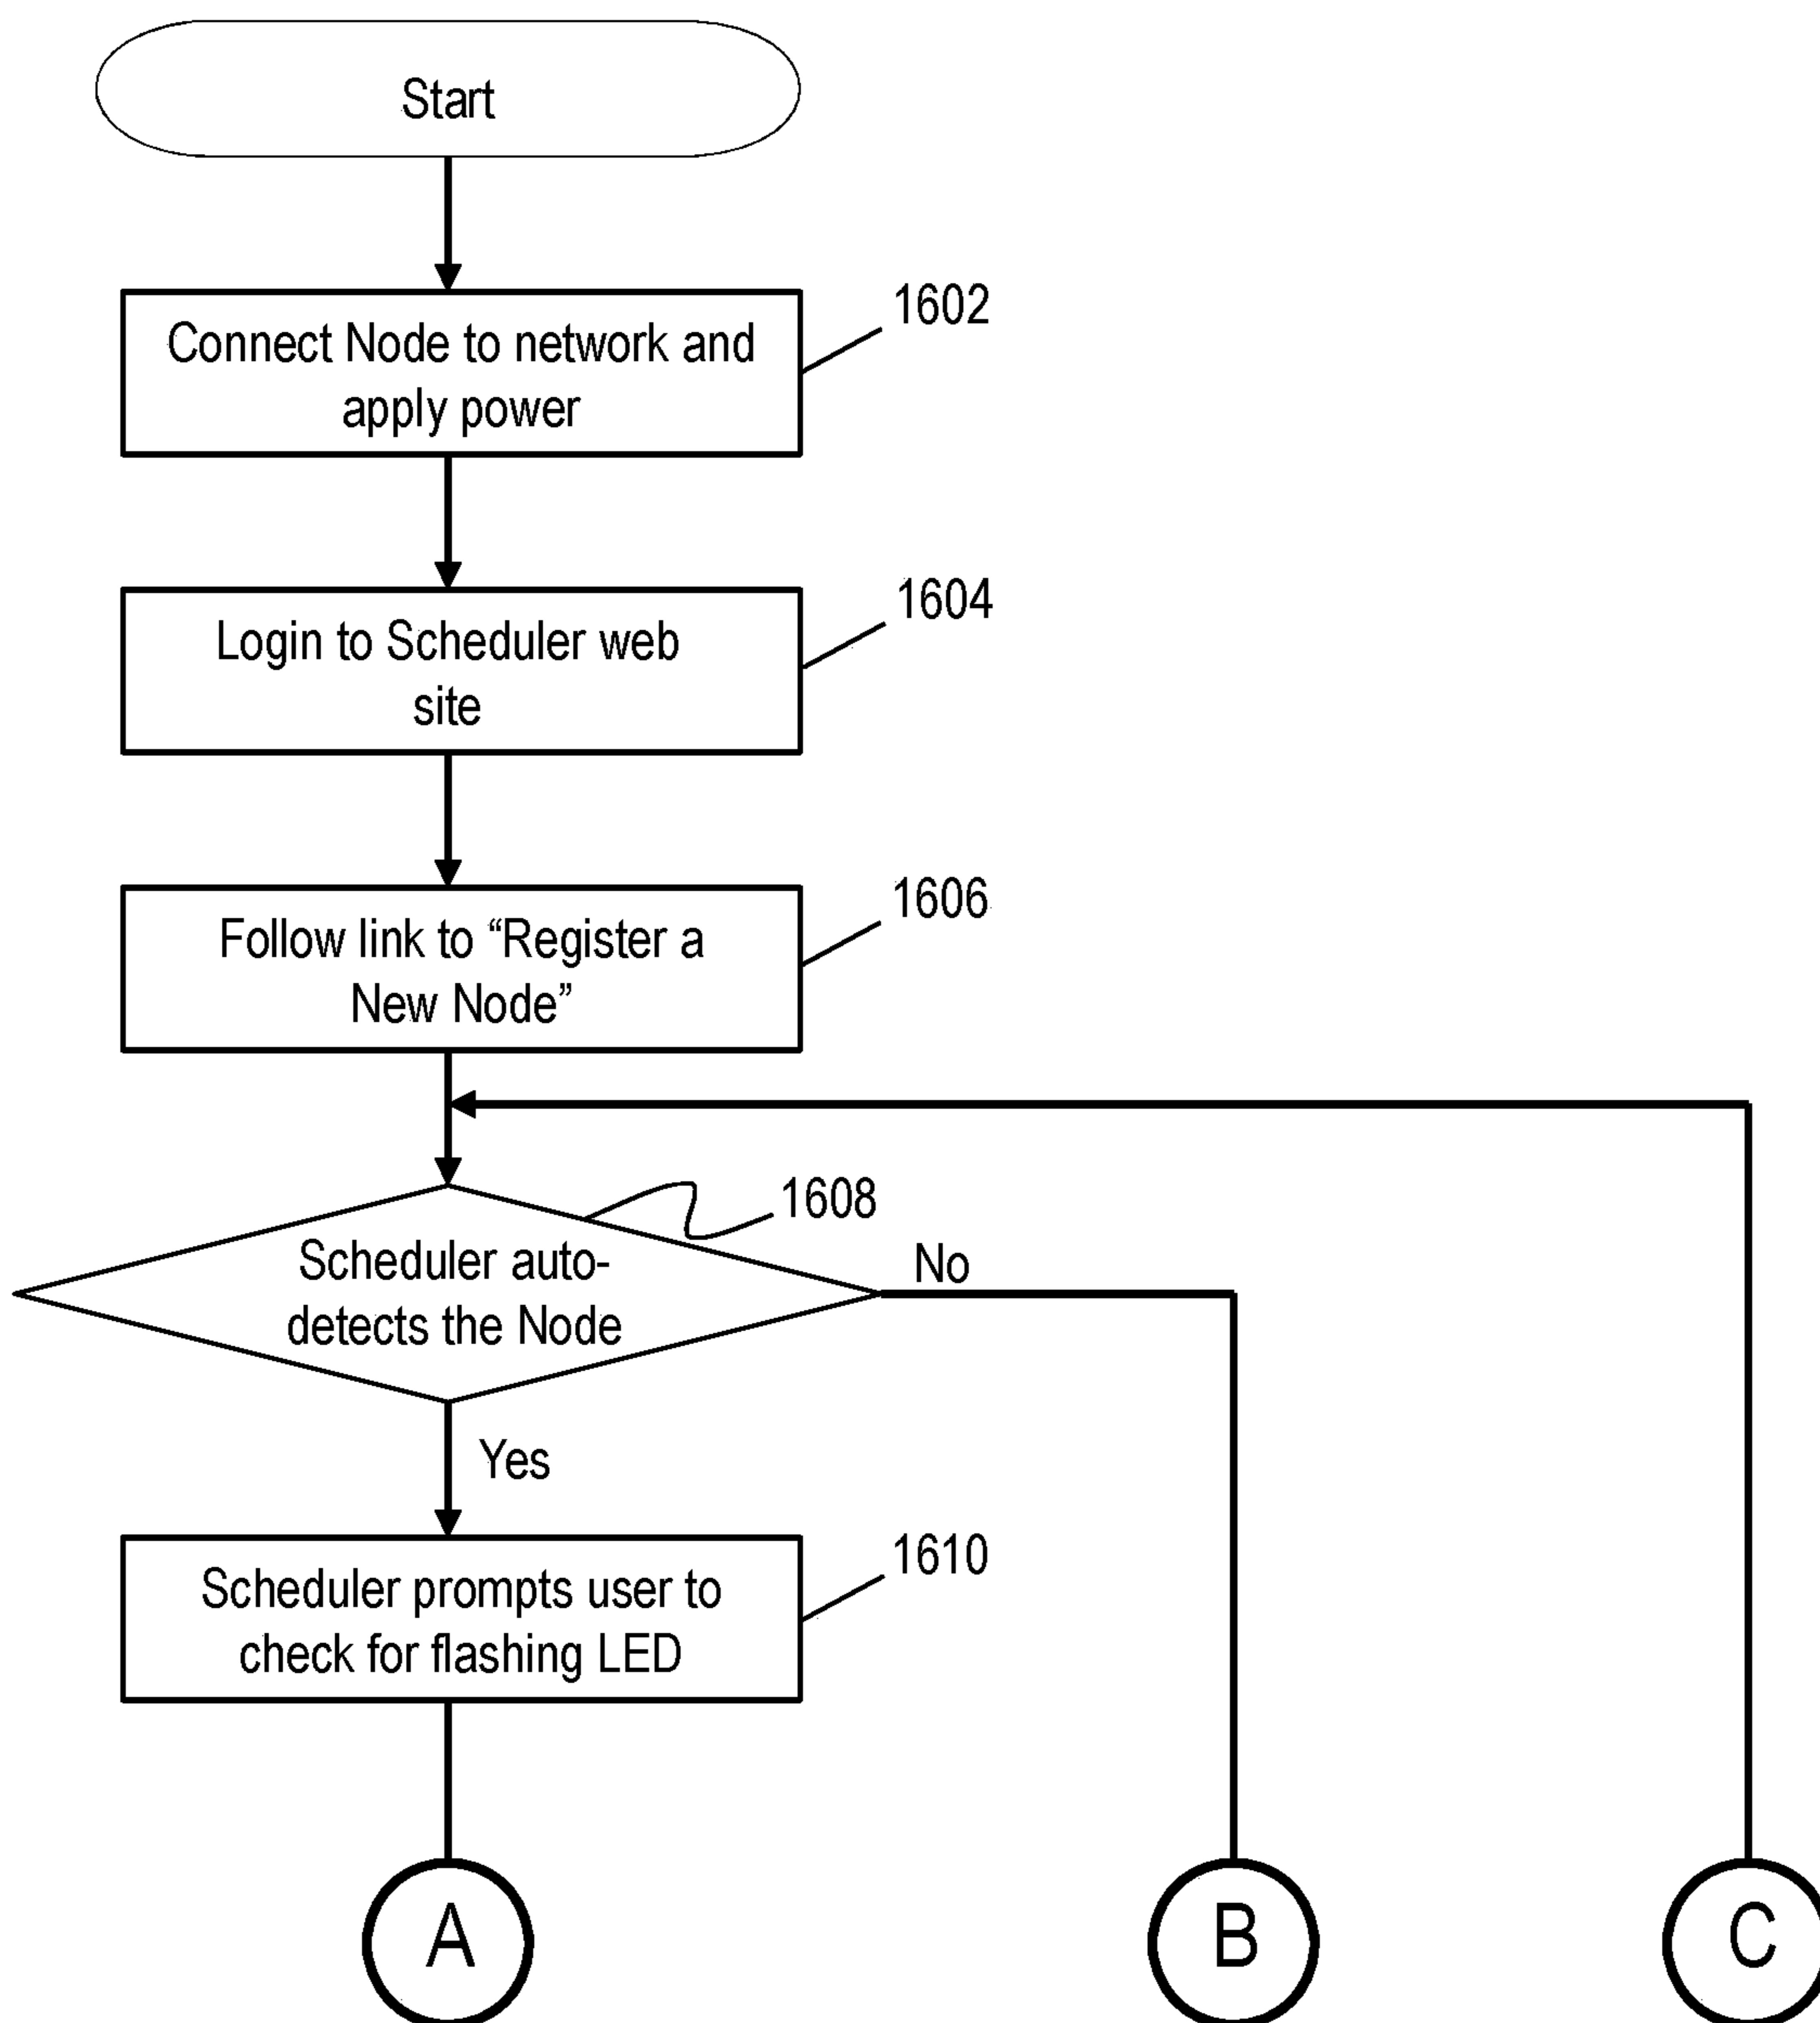 Start
1602
Connect Node to network and
apply power
1604
Login to Scheduler web
site
1606
Follow link to “Register a
New Node”
1608
Scheduler auto-
detects the Node
No
Yes
1610
Scheduler prompts user to
check for flashing LED
A
B
C